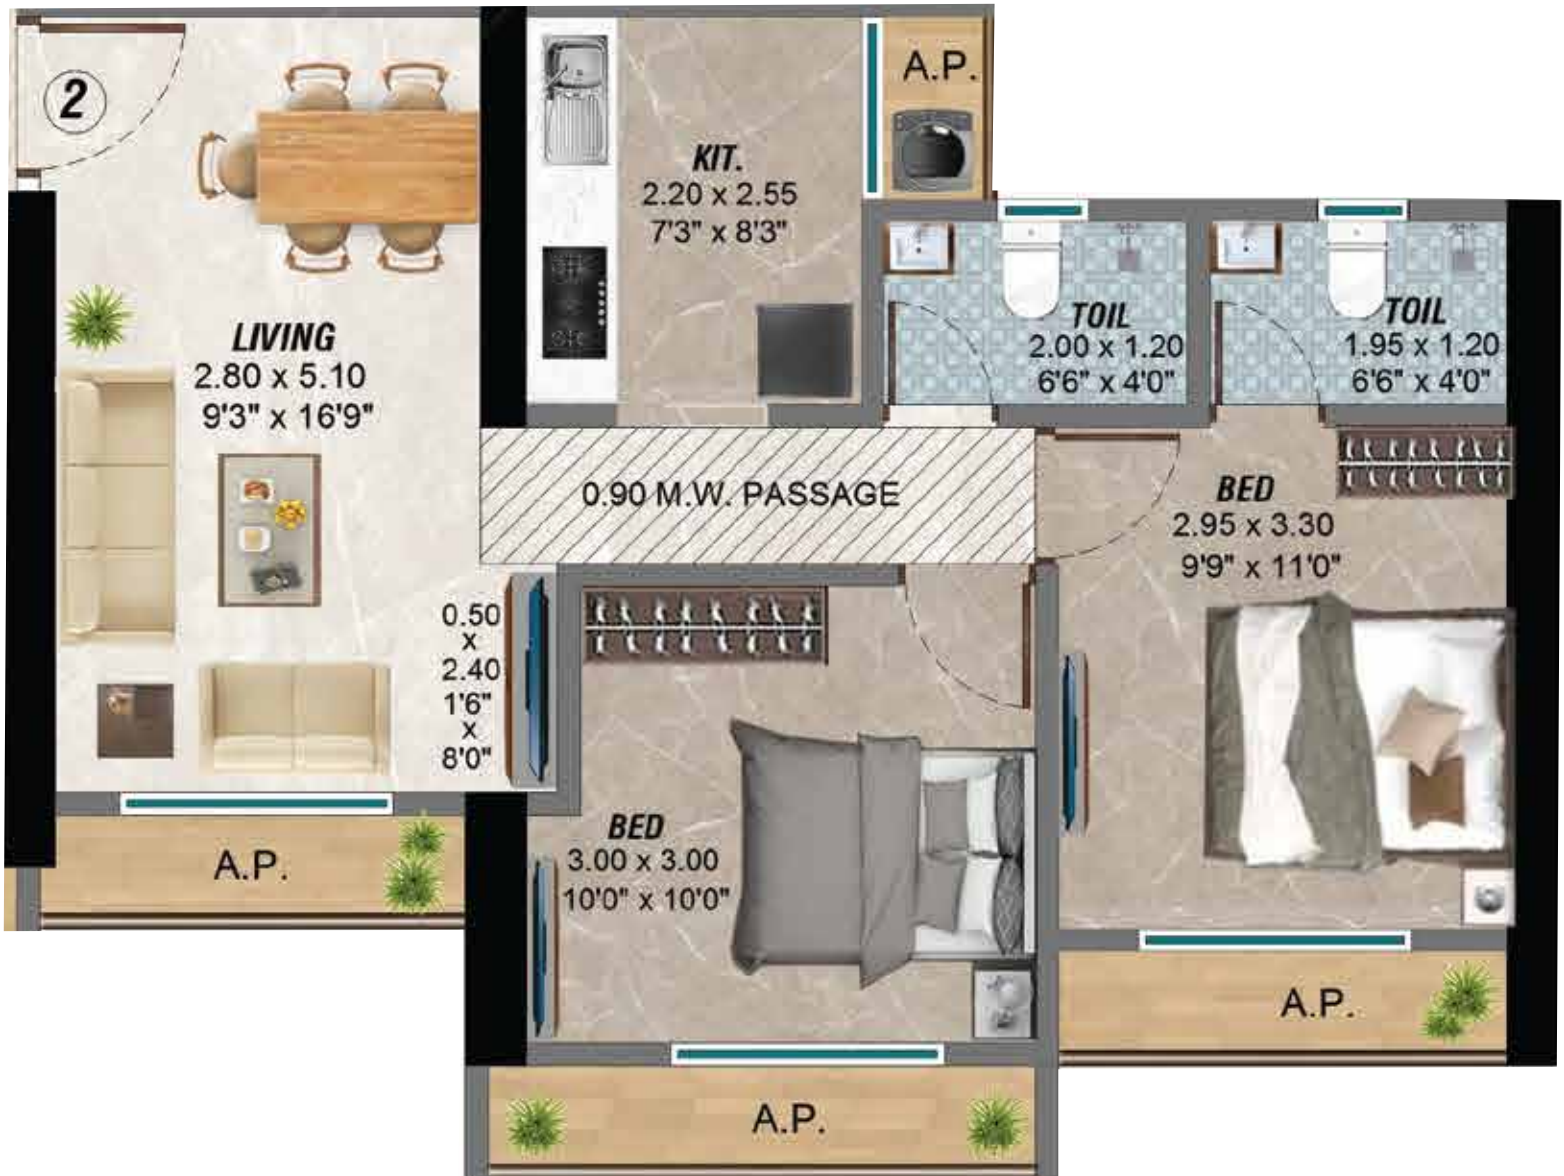 2
A.P.
KIT.
2.20 x 2.55
7'3" x 8'3"
LIVING
2.80 x 5.10
9'3" x 16'9"
TOIL
2.00 x 1.20
6'6" x 4'0"
TOIL
1.95 x 1.20
6'6" x 4'0"
0.90 M.W. PASSAGE
BED
2.95 x 3.30
9'9" x 11'0"
0.50
x
2.40
1'6"
x
8'0"
BED
3.00 x 3.00
10'0" x 10'0"
A.P.
A.P.
A.P.